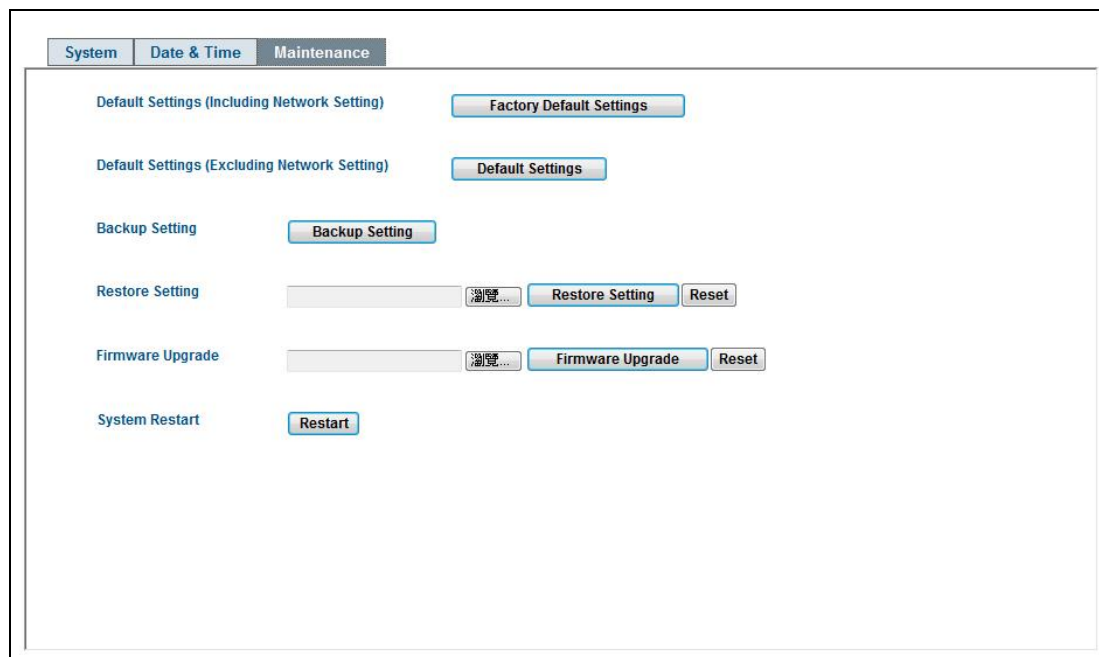 System Date & Time Maintenance
Default Settings (Including Network Setting) Factory Default Settings
Default Settings (Excluding Network Setting) Default Settings
Backup Setting Backup Setting
Restore Setting 瀏覽... Restore Setting Reset
Firmware Upgrade 瀏覽... Firmware Upgrade Reset
System Restart Restart